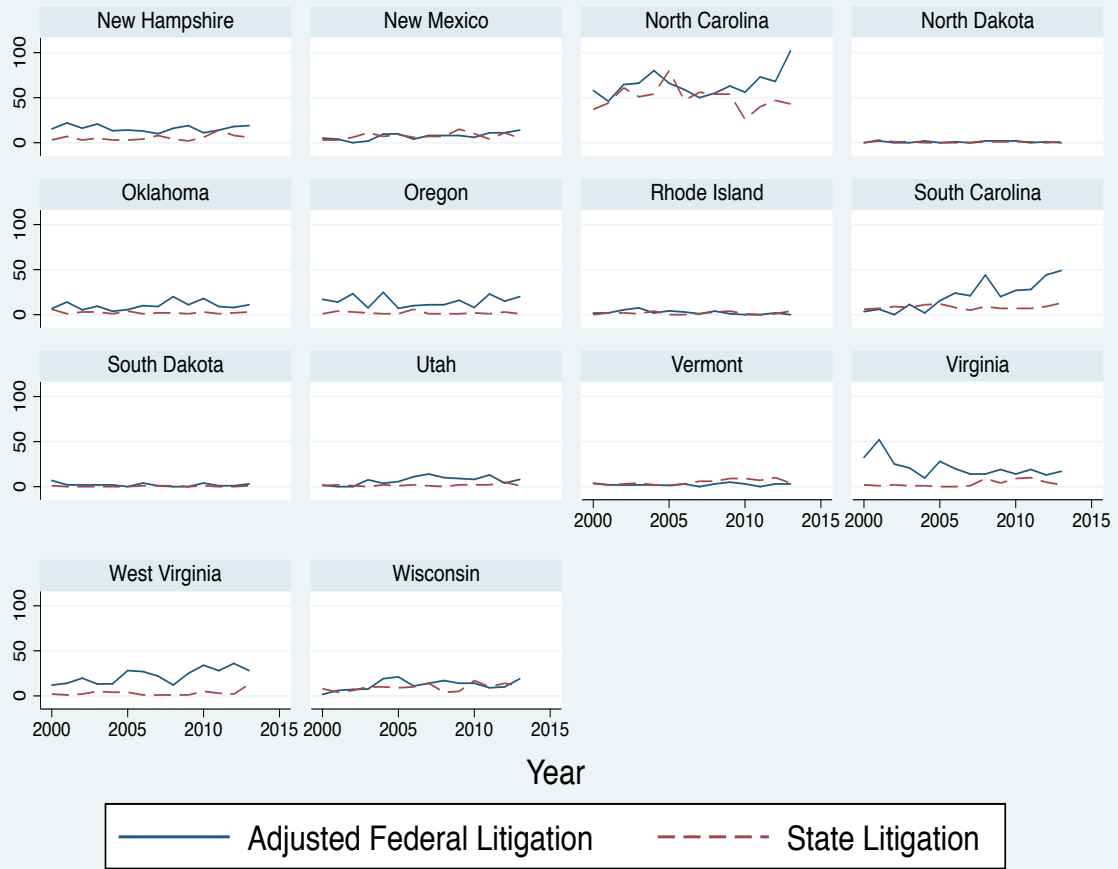 New Hampshire New Mexico North Carolina North Dakota
100
50
0
Oklahoma Oregon Rhode Island South Carolina
100
50
0
South Dakota Utah Vermont Virginia
100
50
0
2000 2005 2010 2015 2000 2005 2010 2015
West Virginia Wisconsin
100
50
0
2000 2005 2010 2015 2000 2005 2010 2015
Year
Adjusted Federal Litigation State Litigation